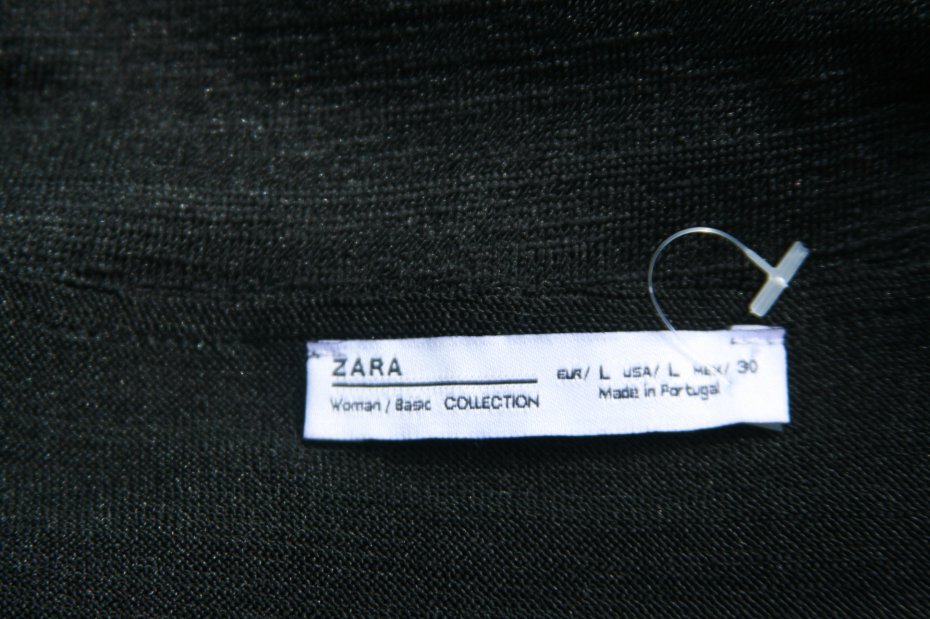 ZARA
Woman / Basic COLLECTION
EUR/ L USA/ L MEX/ 30
Made in Portugal